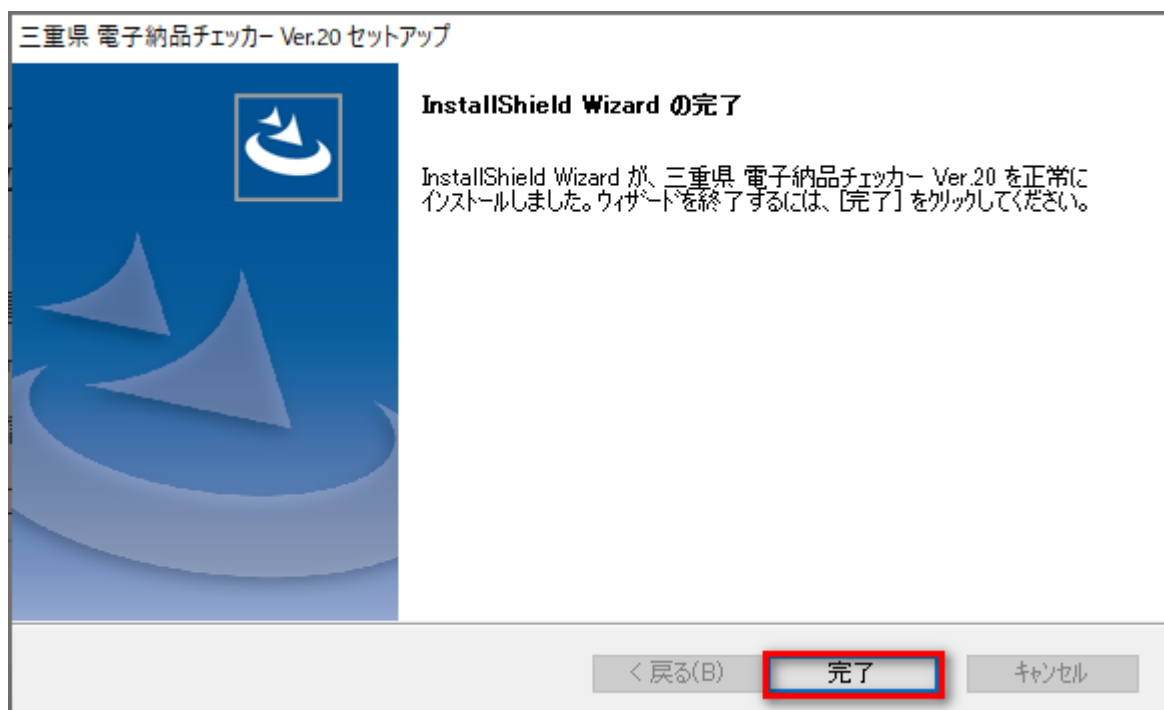 三重県 電子納品チェッカー Ver.20 セットアップ
InstallShield Wizard の完了
InstallShield Wizard が、三重県 電子納品チェッカー Ver.20 を正常に
インストールしました。ウィザードを終了するには、[完了] をクリックしてください。
< 戻る(B)
完了
キャンセル